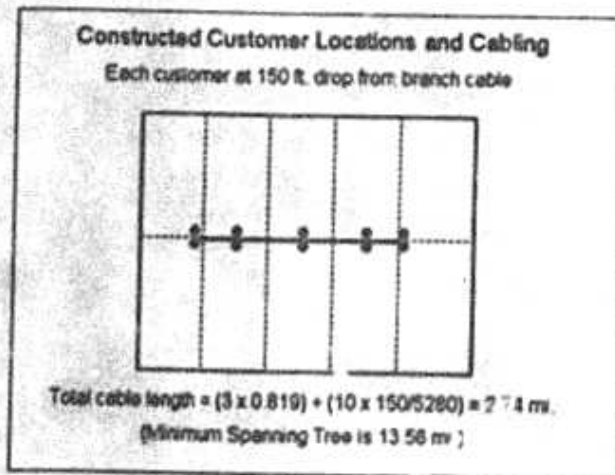 Constructed Customer Locations and Cabling
Each customer at 150 ft. drop from branch cable
Total cable length = (3 x 0.819) + (10 x 150/5280) = mi.
(Minimum Spanning Tree is 13.56 mi.)